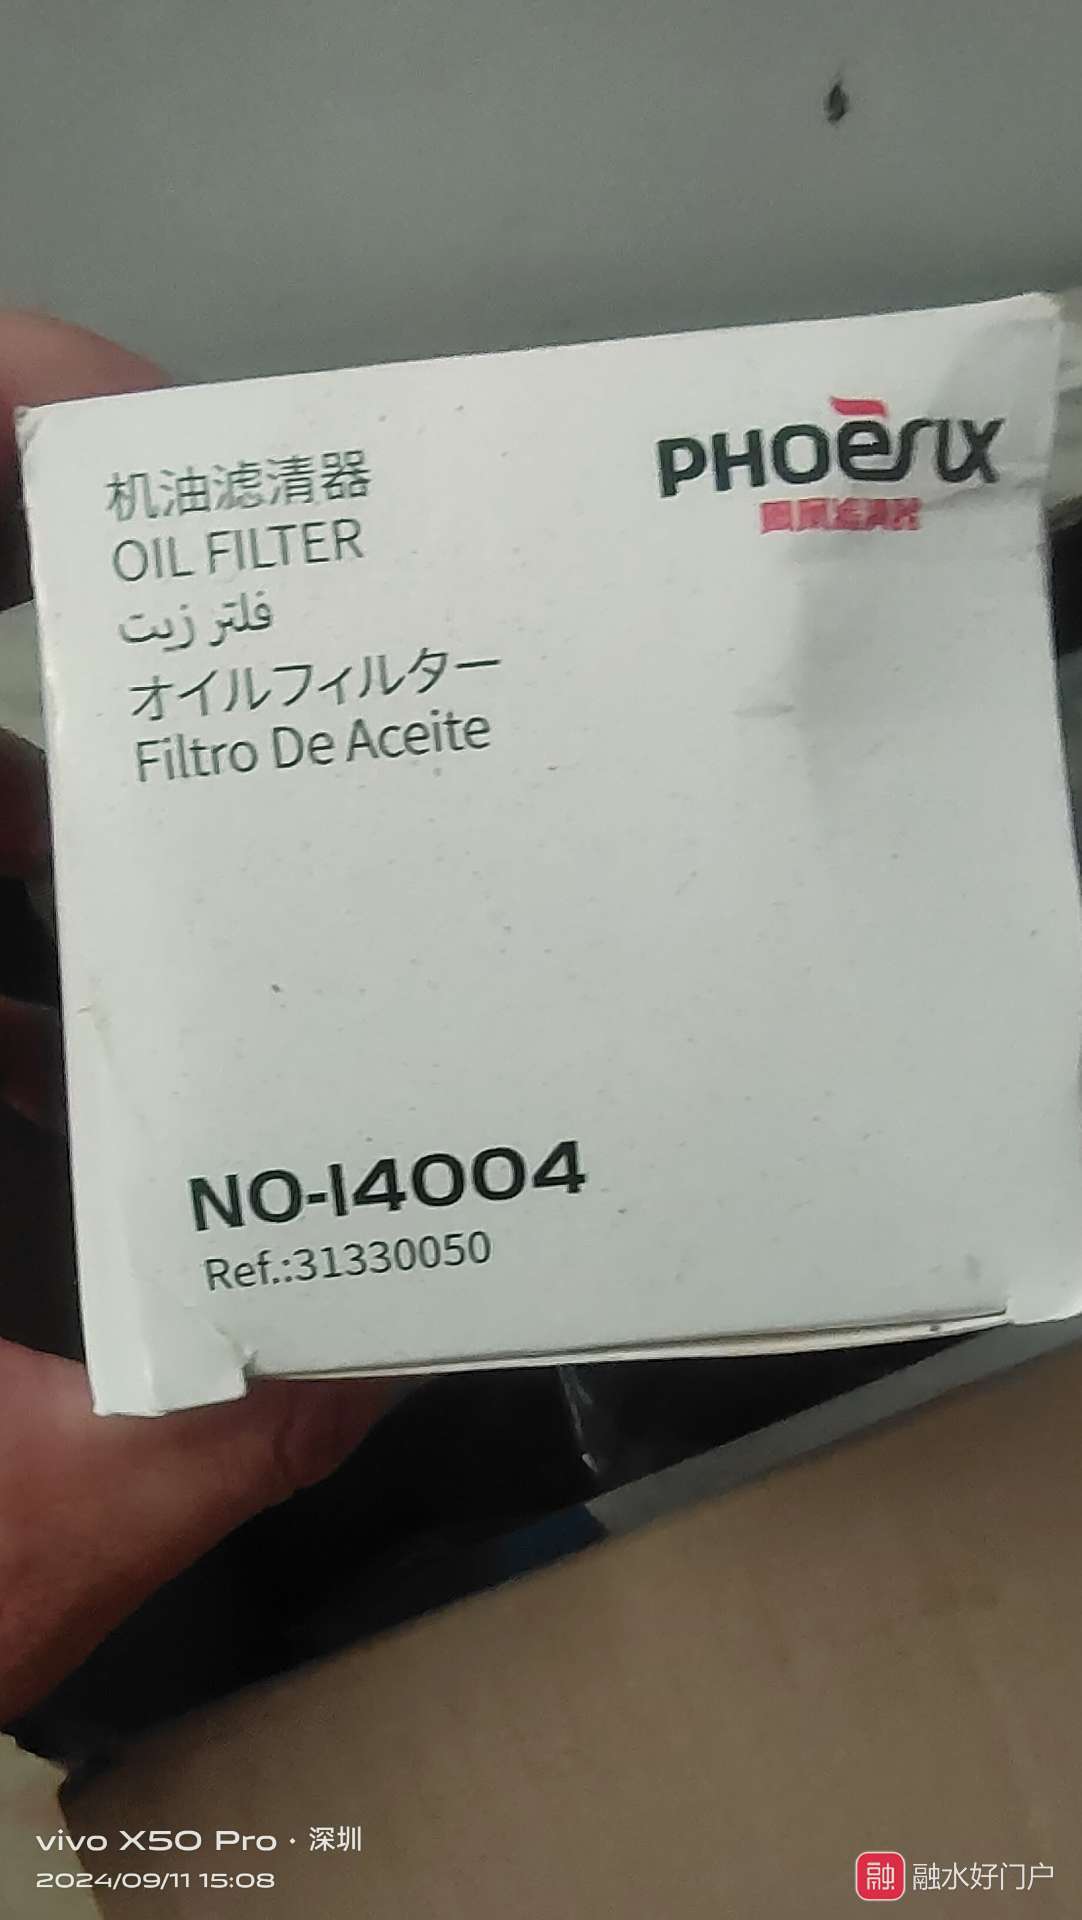 机油滤清器
OIL FILTER
فلتر زيت
オイルフィルター
Filtro De Aceite
PHOENIX
NO-14004
Ref.:31330050
vivo X50 Pro · 深圳
2024/09/11 15:08
融 融水好门户